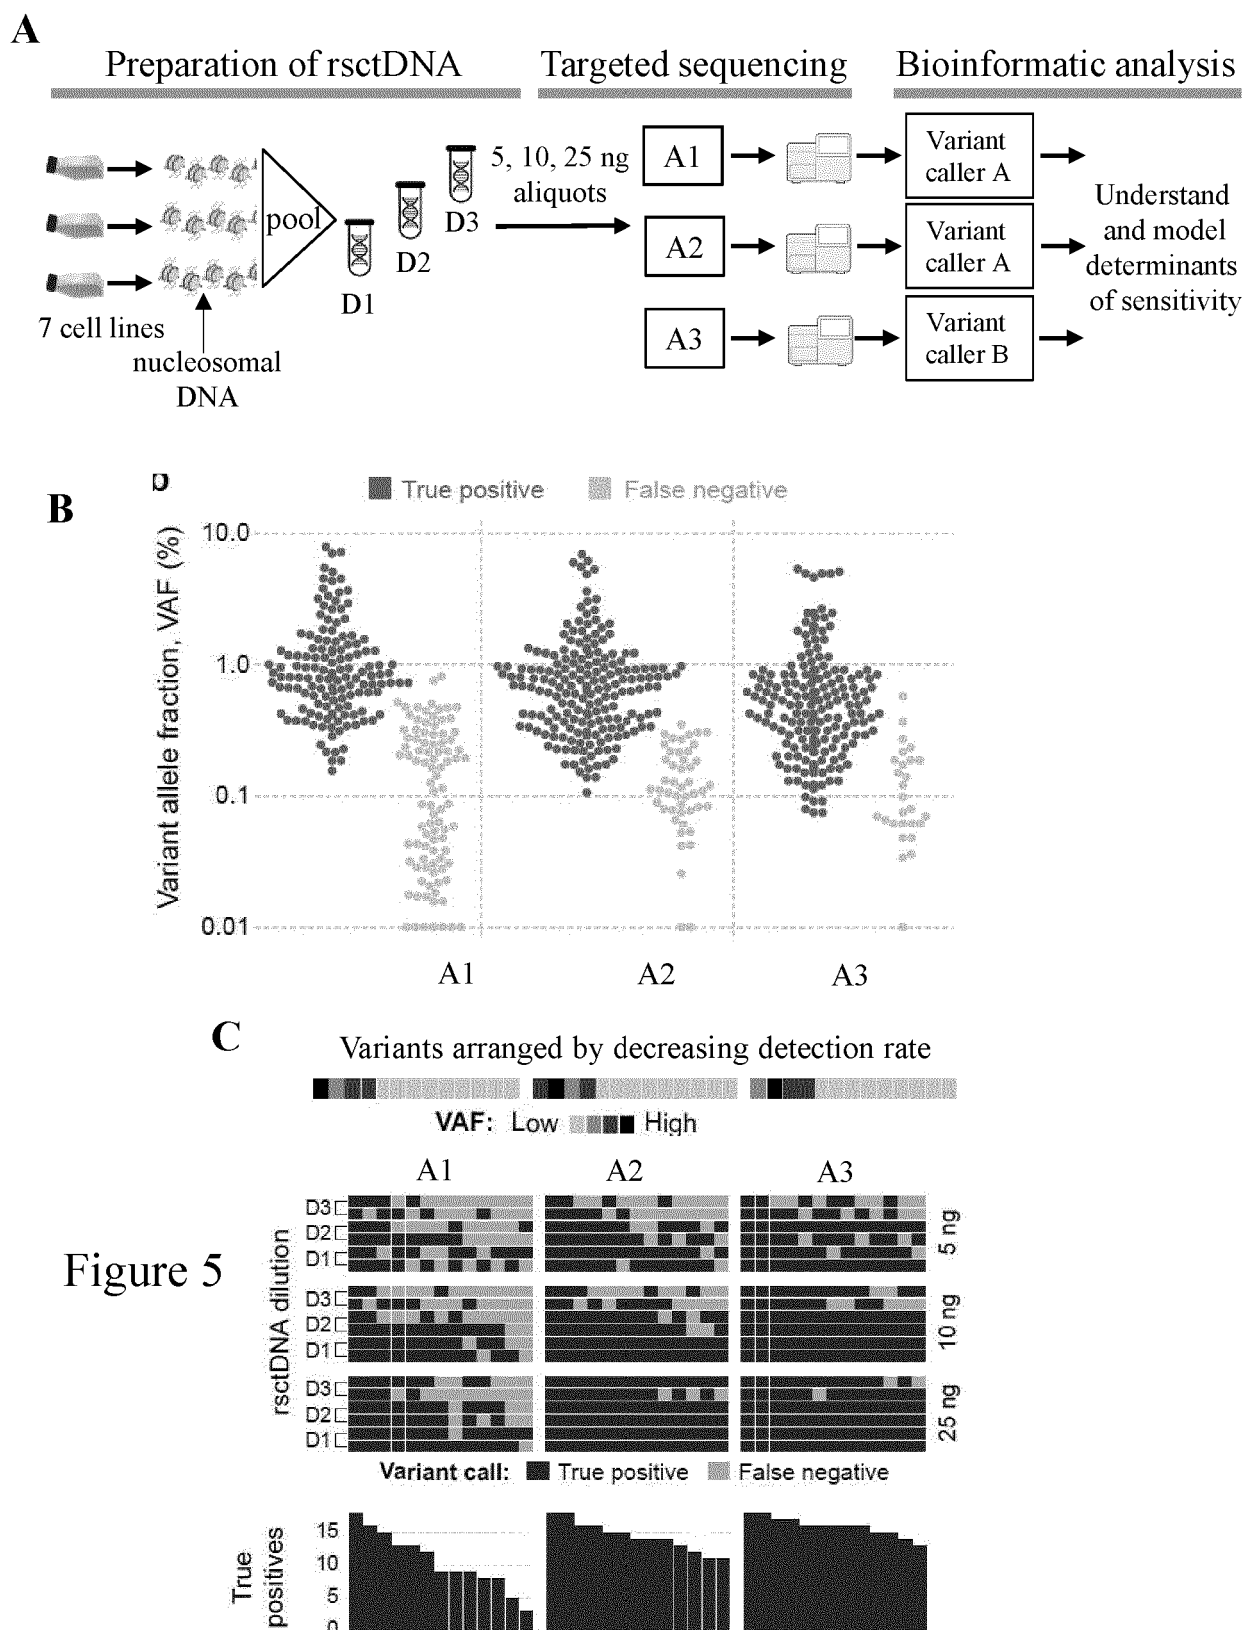 A
Preparation of rsctDNA
Targeted sequencing
Bioinformatic analysis
7 cell lines
nucleosomal
DNA
pool
D1
D2
D3
5, 10, 25 ng
aliquots
A1
A2
A3
Variant
caller A
Variant
caller A
Variant
caller B
Understand
and model
determinants
of sensitivity
B
True positive
False negative
Variant allele fraction, VAF (%)
10.0
1.0
0.1
0.01
A1
A2
A3
C
Variants arranged by decreasing detection rate
VAF: Low High
A1
A2
A3
Figure 5
rsctDNA dilution
D3
D2
D1
5 ng
D3
D2
D1
10 ng
D3
D2
D1
25 ng
Variant call: True positive False negative
True
positives
15
10
5
0